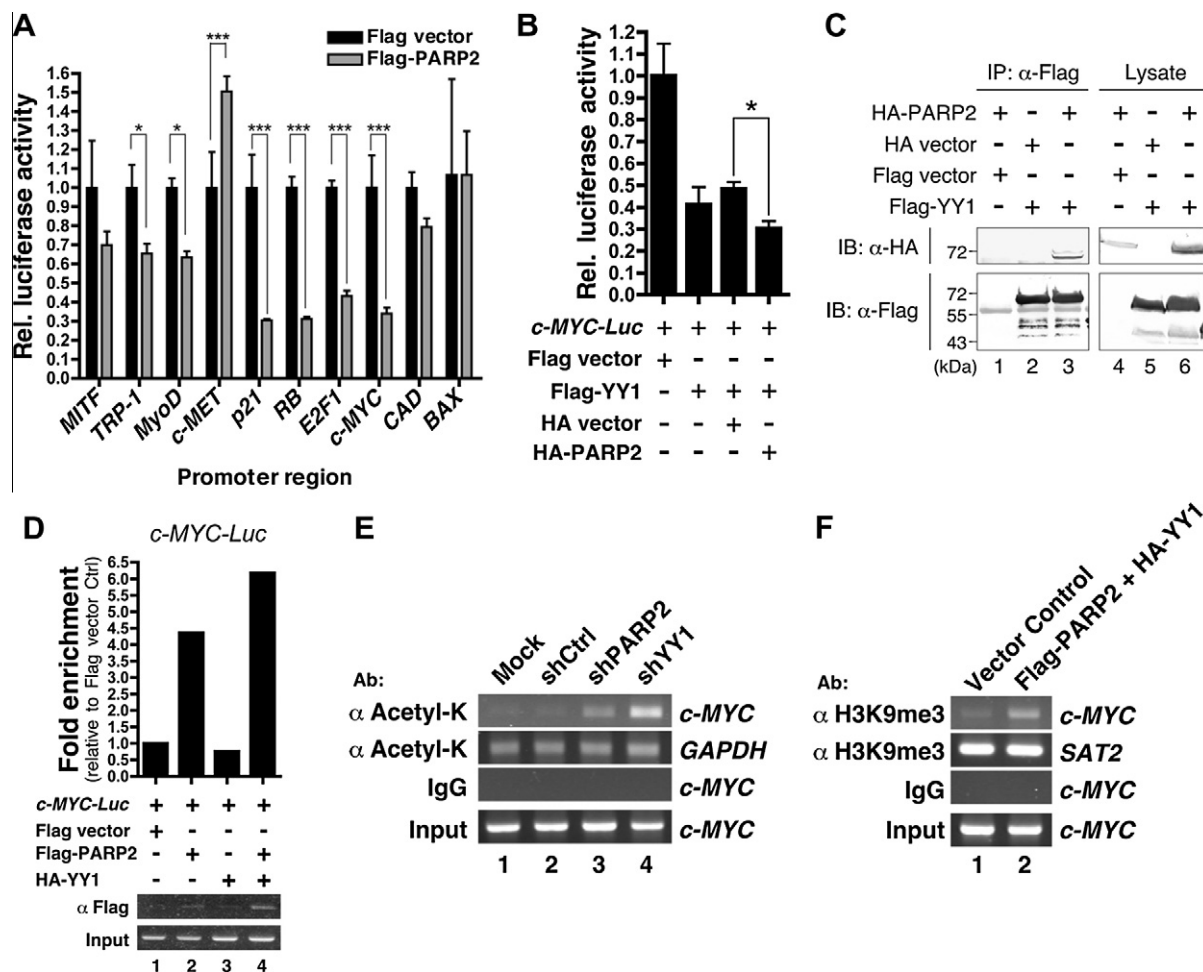 A
Flag vector
Flag-PARP2
***
* * *** *** *** ***
Rel. luciferase activity
1.6
1.5
1.4
1.3
1.2
1.1
1.0
0.9
0.8
0.7
0.6
0.5
0.4
0.3
0.2
0.1
0.0
MITF TRP-1 MyoD c-MET p21 RB E2F1 c-MYC CAD BAX
Promoter region
B
Rel. luciferase activity
1.2
1.1
1.0
0.9
0.8
0.7
0.6
0.5
0.4
0.3
0.2
0.1
0.0
*
c-MYC-Luc + + + +
Flag vector + - - -
Flag-YY1 - + + +
HA vector - - + -
HA-PARP2 - - - +
C
IP: α-Flag Lysate
HA-PARP2 + - + + - +
HA vector - + - - + -
Flag vector + - - + - -
Flag-YY1 - + + - + +
IB: α-HA 72 72
IB: α-Flag 72 72
55 55
43 43
(kDa) 1 2 3 4 5 6
D
c-MYC-Luc
Fold enrichment
(relative to Flag vector Ctrl)
6.5
6.0
5.5
5.0
4.5
4.0
3.5
3.0
2.5
2.0
1.5
1.0
0.5
0.0
c-MYC-Luc + + + +
Flag vector + - - -
Flag-PARP2 - + - +
HA-YY1 - - + +
α Flag
Input
1 2 3 4
E
Ab: Mock shCtrl shPARP2 shYY1
α Acetyl-K c-MYC
α Acetyl-K GAPDH
IgG c-MYC
Input c-MYC
1 2 3 4
F
Ab: Vector Control Flag-PARP2 + HA-YY1
α H3K9me3 c-MYC
α H3K9me3 SAT2
IgG c-MYC
Input c-MYC
1 2